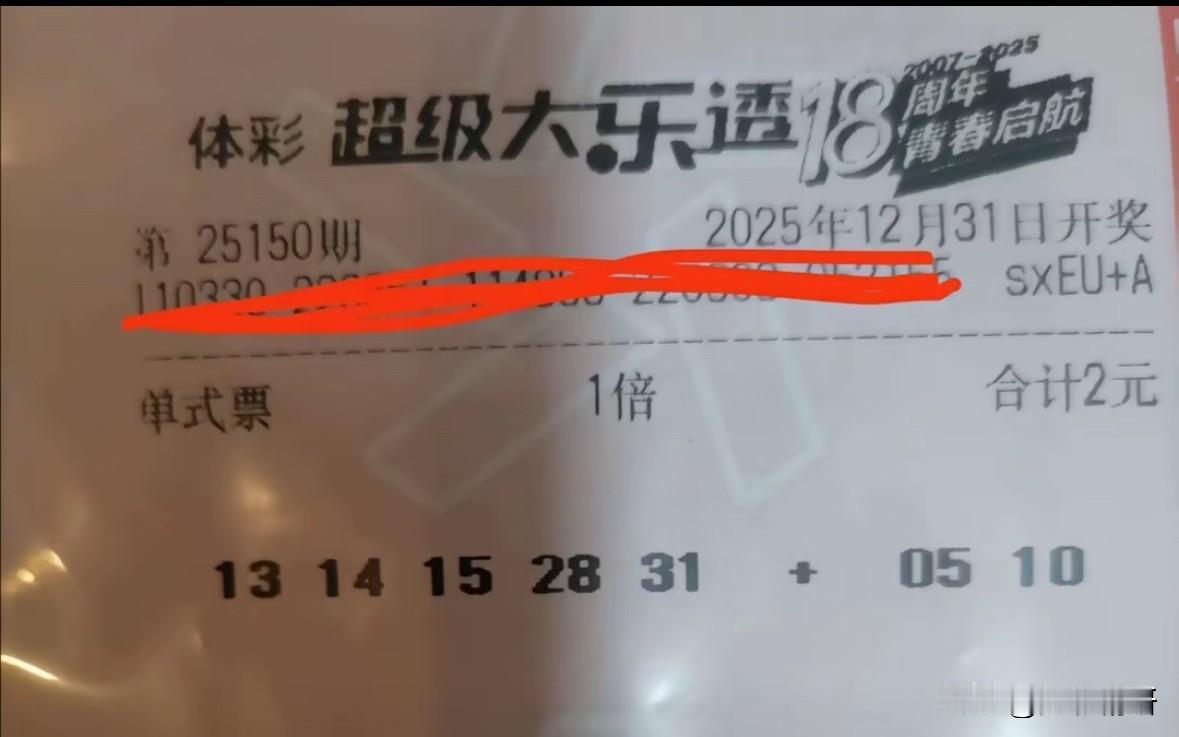 2007-2025
体彩 超级大乐透 18 周年
青春启航
第 25150期 2025年12月31日开奖
110330 sxEU+A
单式票 1倍 合计2元
13 14 15 28 31 + 05 10